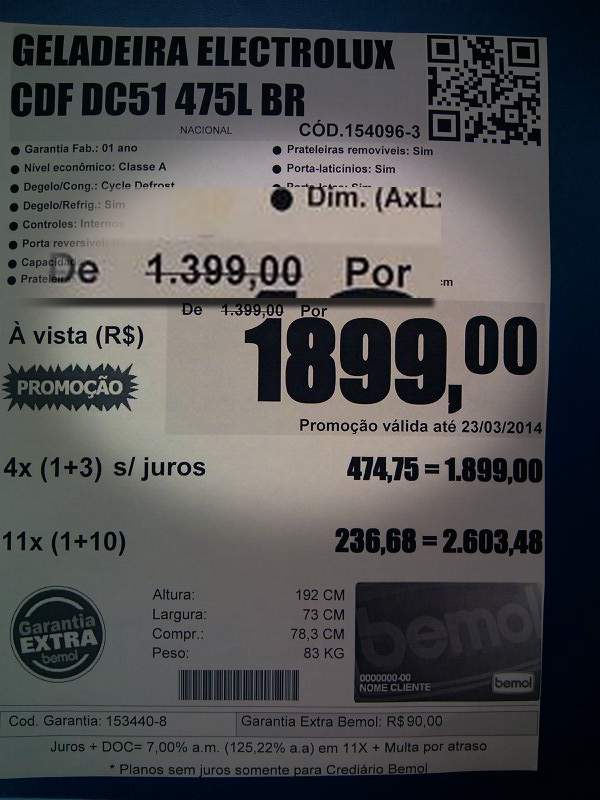 GELADEIRA ELECTROLUX
CDF DC51 475L BR
NACIONAL
CÓD.154096-3
Garantia Fab.: 01 ano
Prateleiras removíveis: Sim
Nível econômico: Classe A
Porta-laticínios: Sim
Degelo/Cong.: Cycle Defrost
Degelo/Refrig.: Sim
Dim. (AxL:
Controles: Internos
Porta reversível
Capacidad
De 1.399,00 Por
Prateleir
cm
De 1.399,00 Por
À vista (R$)
1899,00
PROMOÇÃO
Promoção válida até 23/03/2014
4x (1+3) s/ juros 474,75 = 1.899,00
11x (1+10) 236,68 = 2.603,48
Garantia
EXTRA
bemol
Altura: 192 CM
Largura: 73 CM
Compr.: 78,3 CM
Peso: 83 KG
bemol
0000000-00
NOME CLIENTE
bemol
Cod. Garantia: 153440-8
Garantia Extra Bemol: R$ 90,00
Juros + DOC= 7,00% a.m. (125,22% a.a) em 11X + Multa por atraso
* Planos sem juros somente para Crediário Bemol